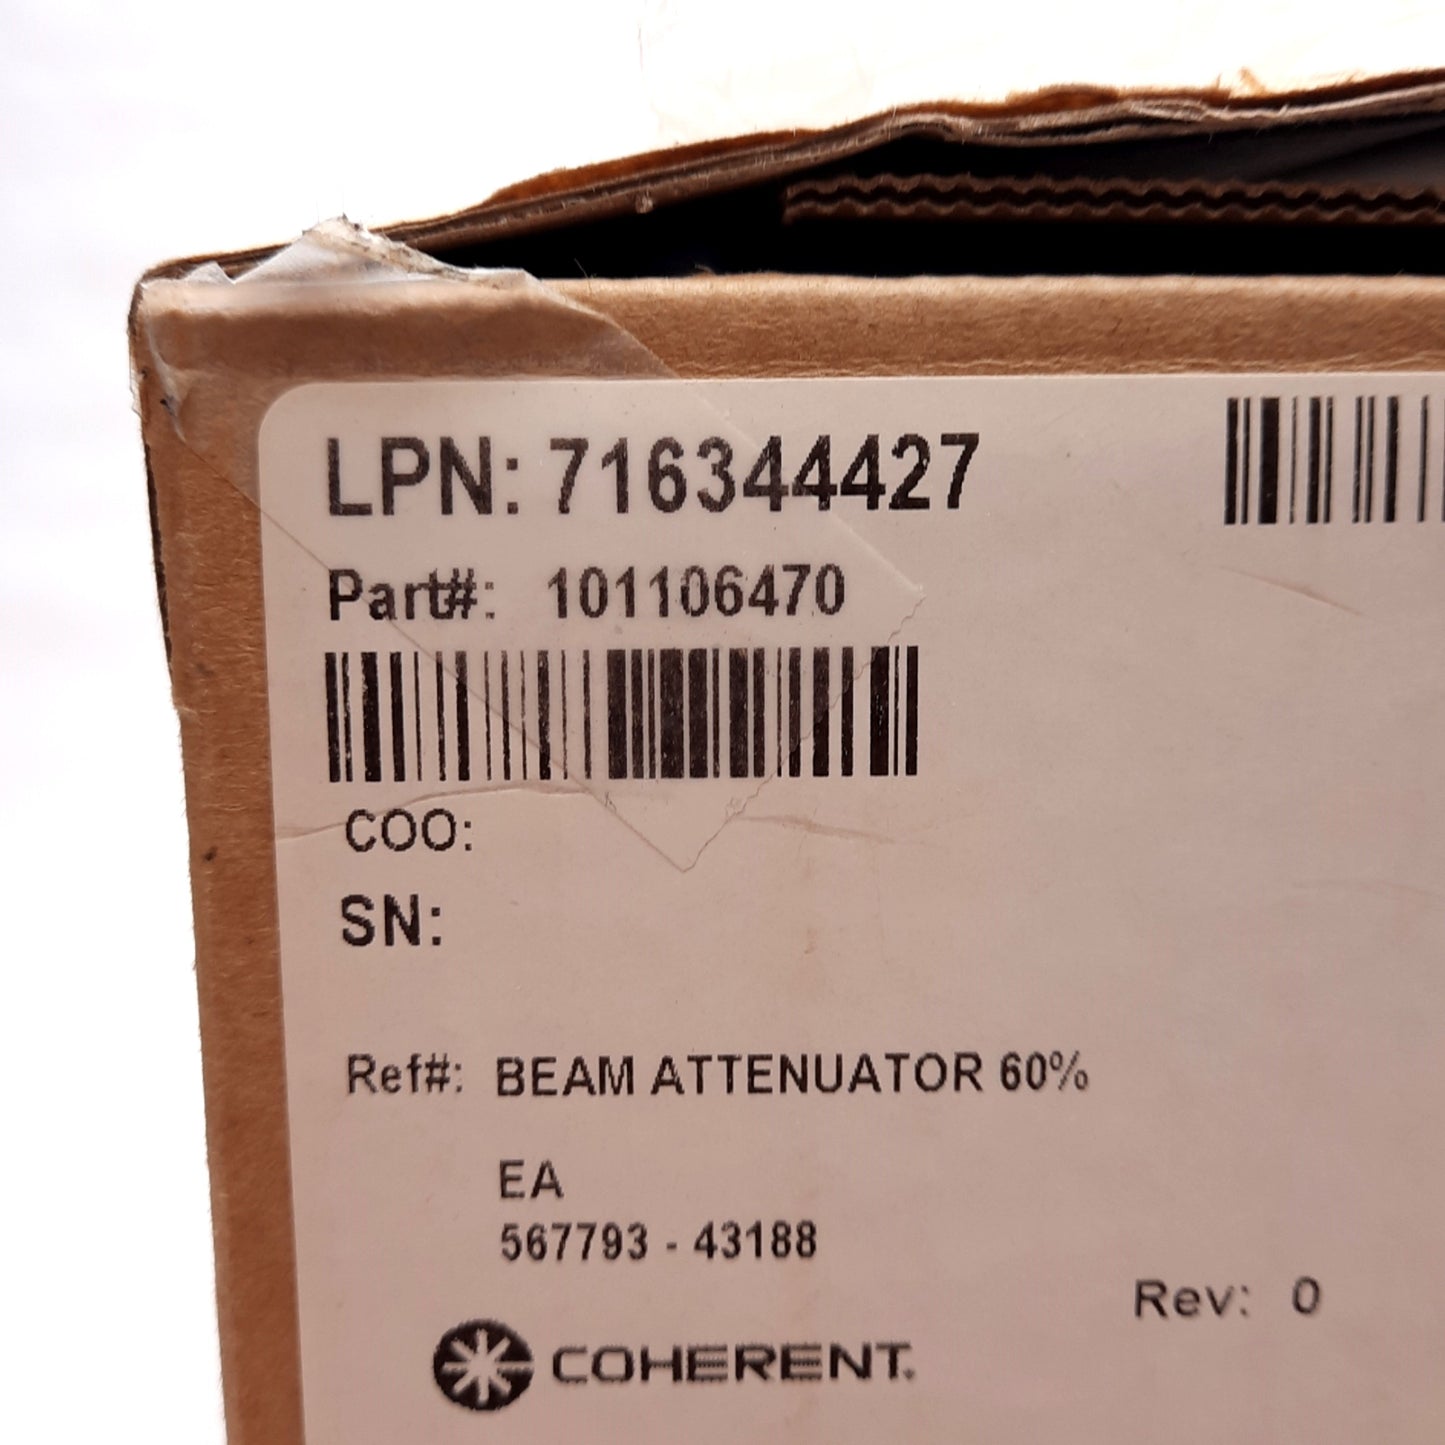 LPN: 716344427
Part#: 101106470
COO:
SN:
Ref#: BEAM ATTENUATOR 60%
EA
567793 - 43188
Rev: 0
COHERENT.